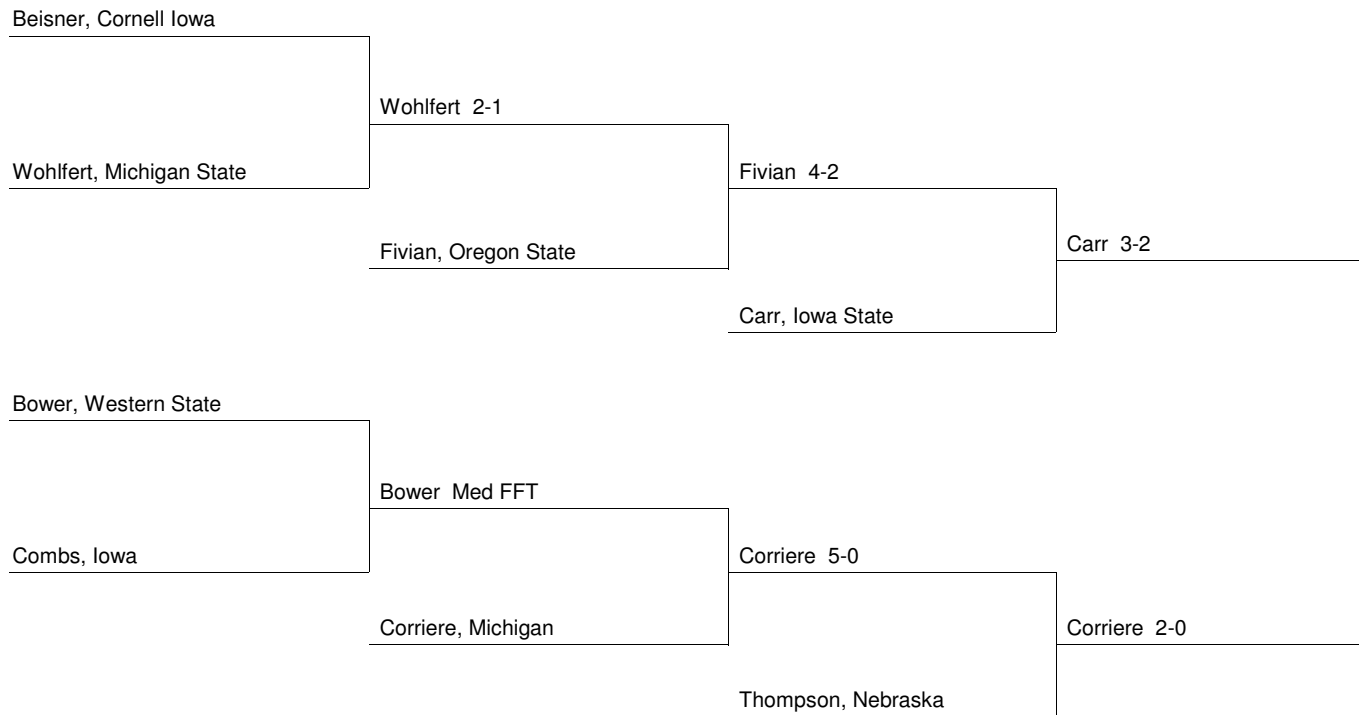 Beisner, Cornell Iowa
Wohlfert 2-1
Wohlfert, Michigan State
Fivian 4-2
Fivian, Oregon State
Carr 3-2
Carr, Iowa State
Bower, Western State
Bower Med FFT
Combs, Iowa
Corriere 5-0
Corriere, Michigan
Corriere 2-0
Thompson, Nebraska